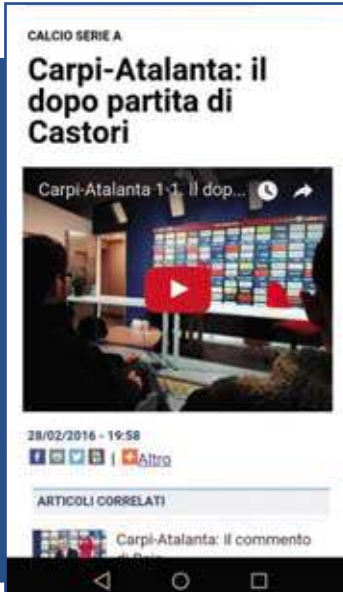 CALCIO SERIE A
Carpi-Atalanta: il
dopo partita di
Castori
Carpi-Atalanta 1-1. Il dop...
28/02/2016 - 19:58
f | Altro
ARTICOLI CORRELATI
Carpi-Atalanta: il commento